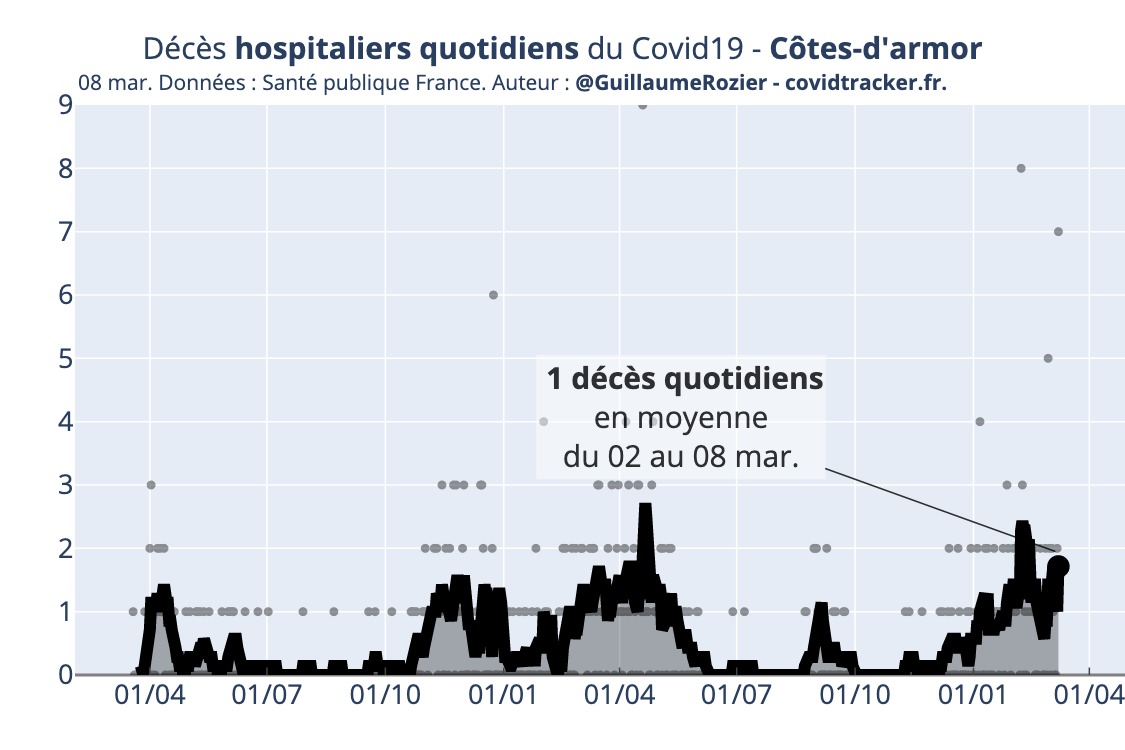 Décès hospitaliers quotidiens du Covid19 - Côtes-d'armor
08 mar. Données : Santé publique France. Auteur : @GuillaumeRozier - covidtracker.fr.
9
8
7
6
5
4
3
2
1
0
1 décès quotidiens
en moyenne
du 02 au 08 mar.
01/04 01/07 01/10 01/01 01/04 01/07 01/10 01/01 01/04